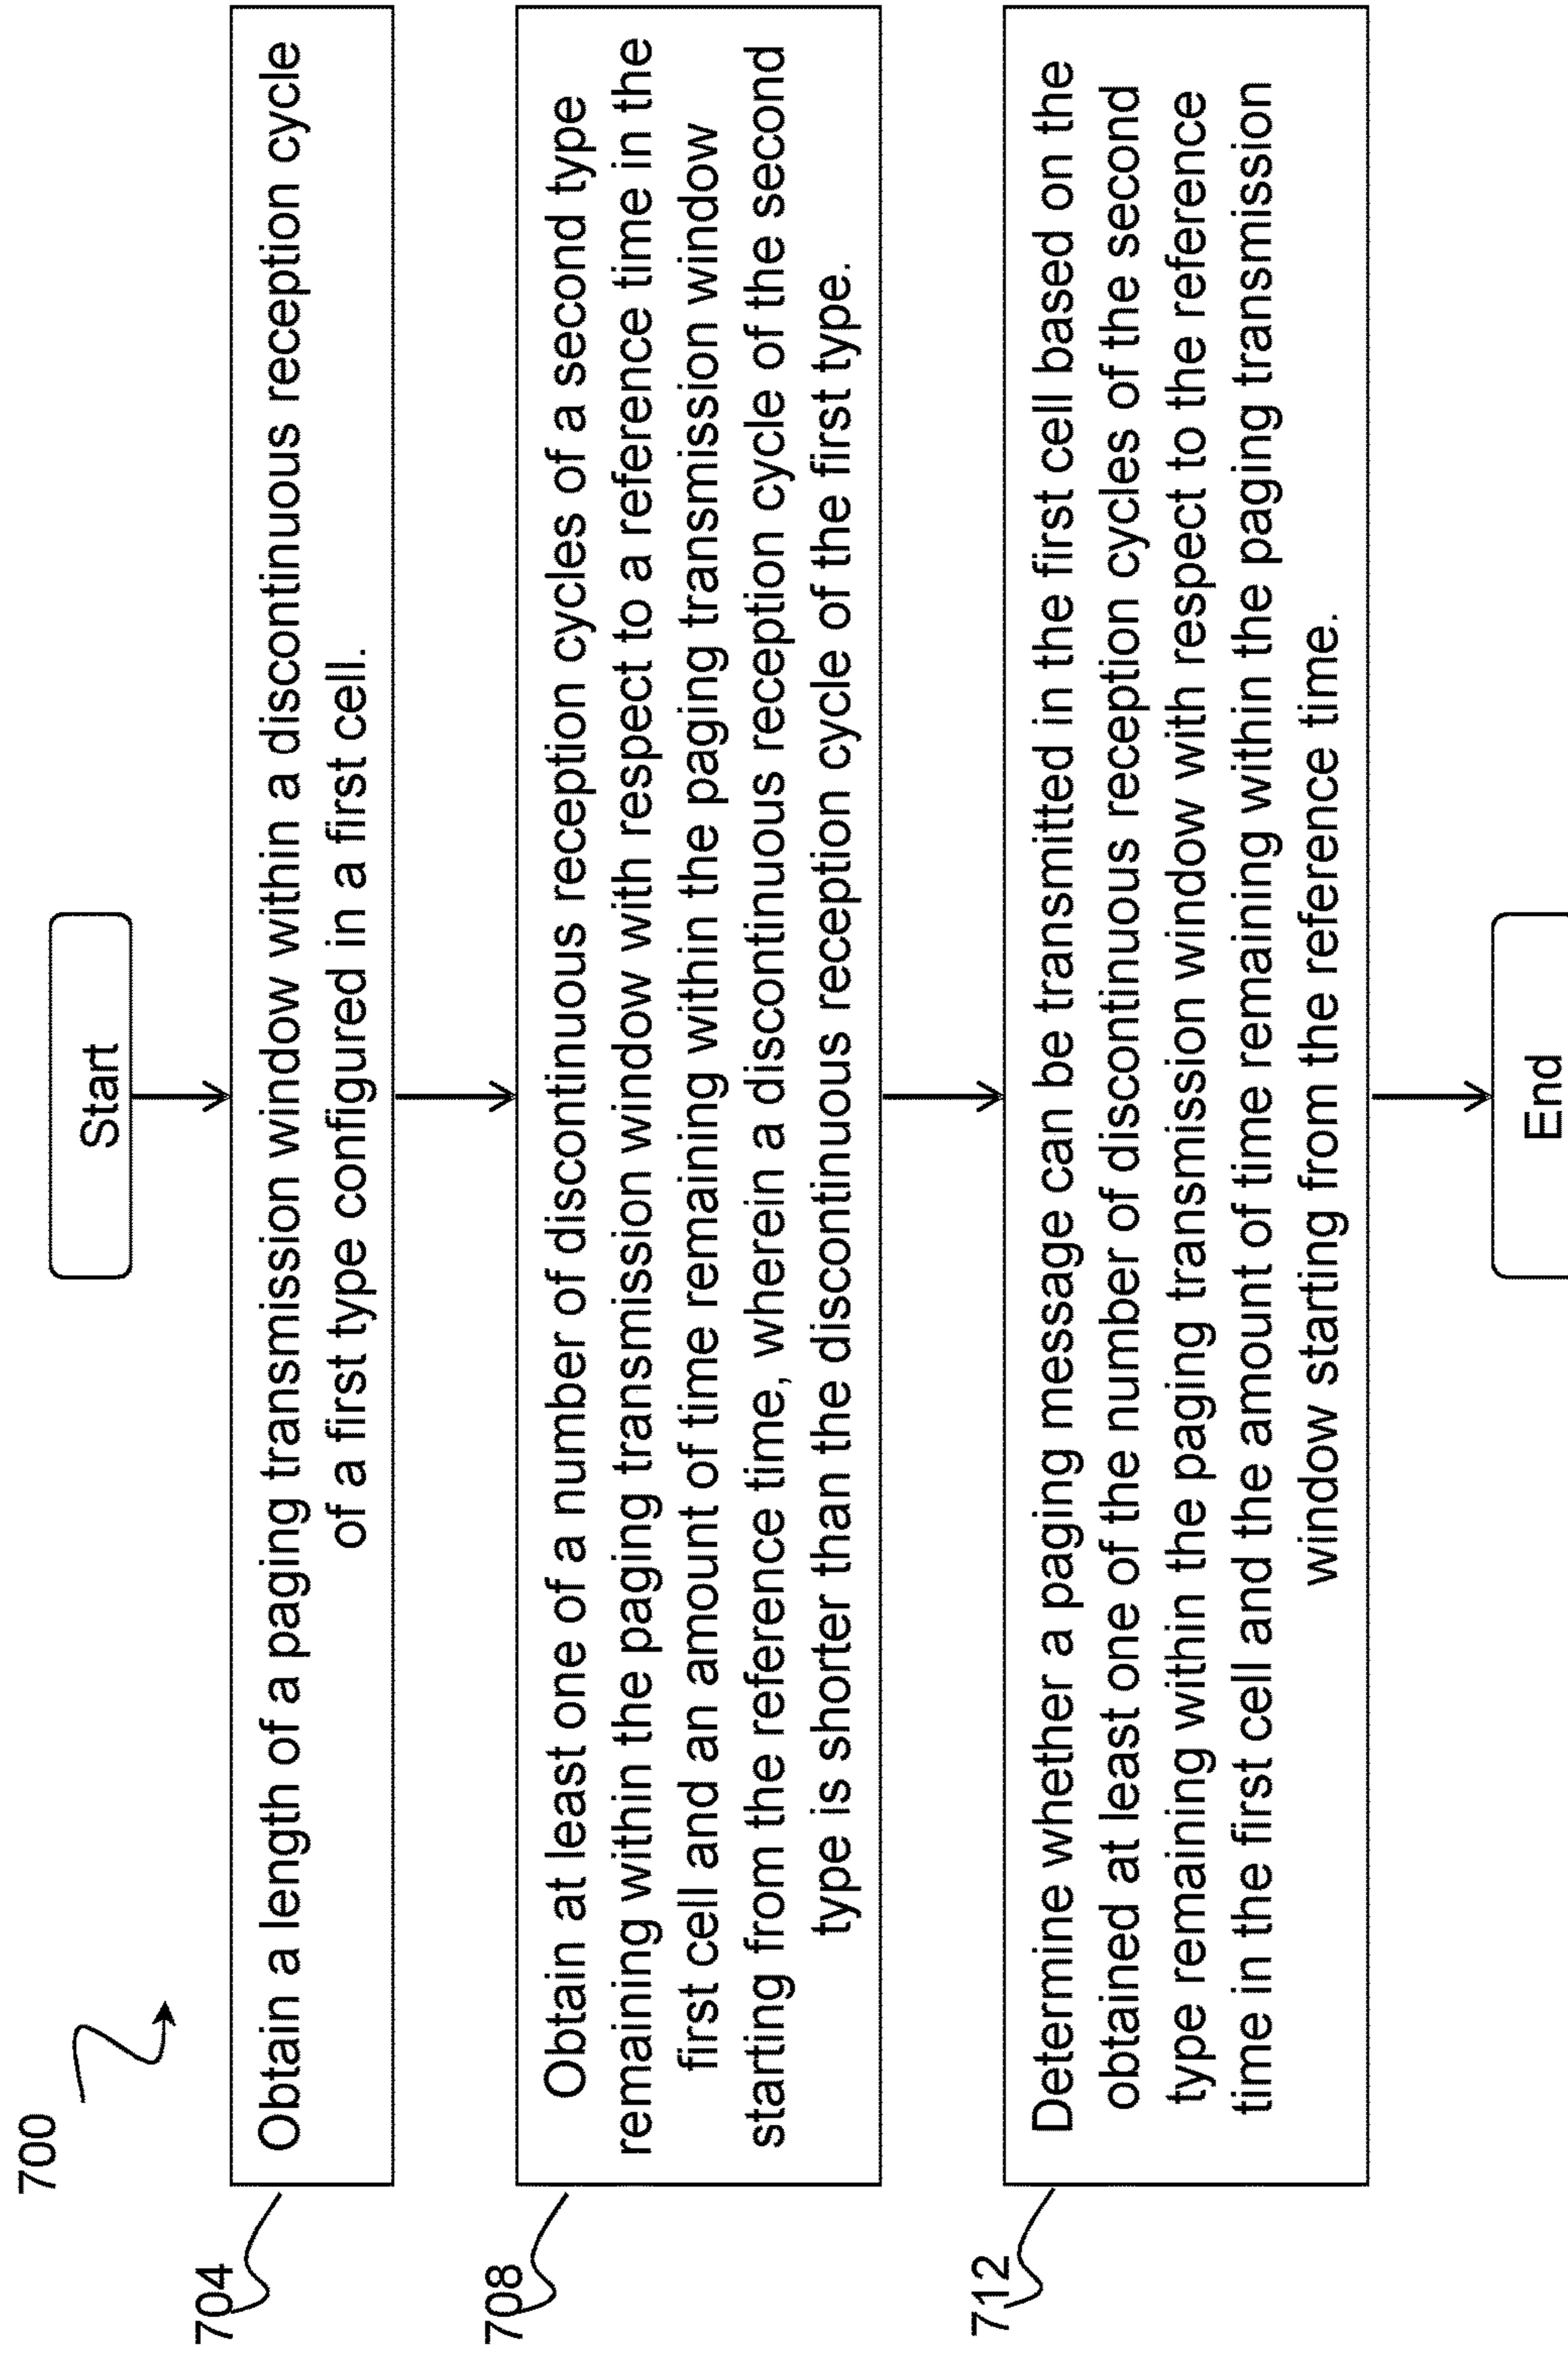 700
Start
704
Obtain a length of a paging transmission window within a discontinuous reception cycle
of a first type configured in a first cell.
708
Obtain at least one of a number of discontinuous reception cycles of a second type
remaining within the paging transmission window with respect to a reference time in the
first cell and an amount of time remaining within the paging transmission window
starting from the reference time, wherein a discontinuous reception cycle of the second
type is shorter than the discontinuous reception cycle of the first type.
712
Determine whether a paging message can be transmitted in the first cell based on the
obtained at least one of the number of discontinuous reception cycles of the second
type remaining within the paging transmission window with respect to the reference
time in the first cell and the amount of time remaining within the paging transmission
window starting from the reference time.
End